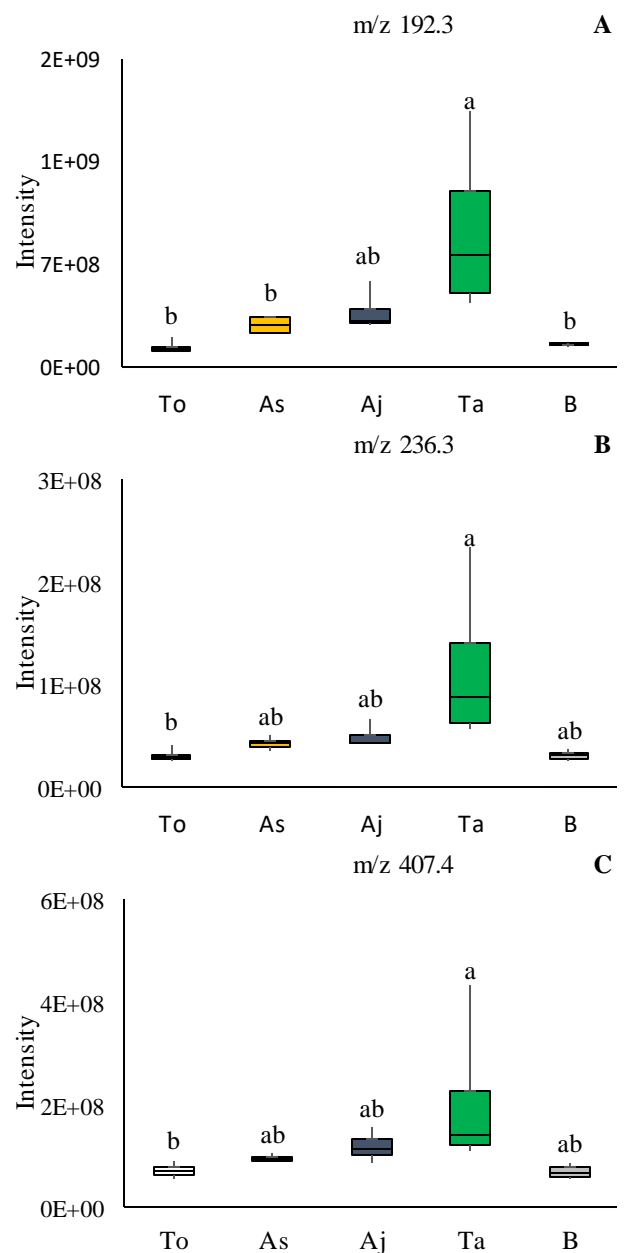 m/z 192.3 A
2E+09
a
1E+09
Intensity
ab
7E+08
b b b
0E+00
To As Aj Ta B
m/z 236.3 B
3E+08
a
2E+08
Intensity
1E+08
b ab ab ab
0E+00
To As Aj Ta B
m/z 407.4 C
6E+08
a
4E+08
Intensity
2E+08
b ab ab ab
0E+00
To As Aj Ta B